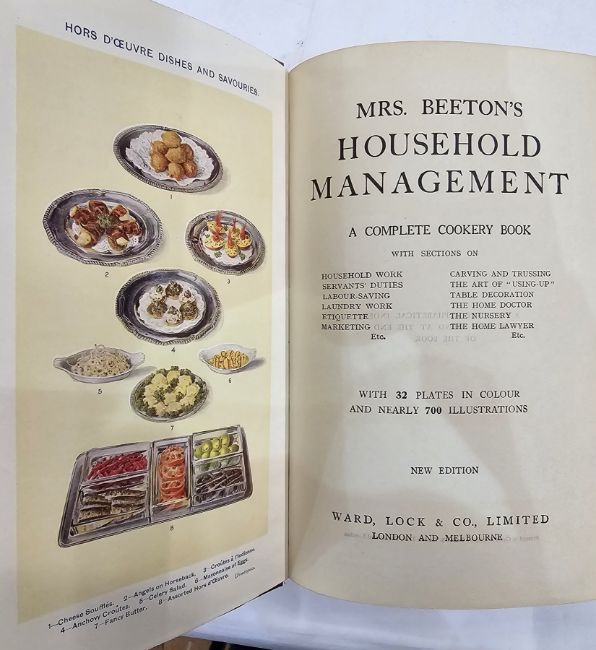 HORS D'ŒUVRE DISHES AND SAVOURIES.
1
2
3
4
5
6
7
8
1—Cheese Soufflés. 2—Angels on Horseback. 3—Croûtes à
4—Anchovy Croûtes. 5—Celery Salad. 6—Mayonnaise of Eggs.
7—Fancy Butter. 8—Assorted Hors d'Œuvre.
MRS. BEETON'S
HOUSEHOLD
MANAGEMENT
A COMPLETE COOKERY BOOK
WITH SECTIONS ON
HOUSEHOLD WORK
SERVANTS' DUTIES
LABOUR-SAVING
LAUNDRY WORK
ETIQUETTE
MARKETING
Etc.
CARVING AND TRUSSING
THE ART OF "USING-UP"
TABLE DECORATION
THE HOME DOCTOR
THE NURSERY
THE HOME LAWYER
Etc.
WITH 32 PLATES IN COLOUR
AND NEARLY 700 ILLUSTRATIONS
NEW EDITION
WARD, LOCK & CO., LIMITED
LONDON AND MELBOURNE